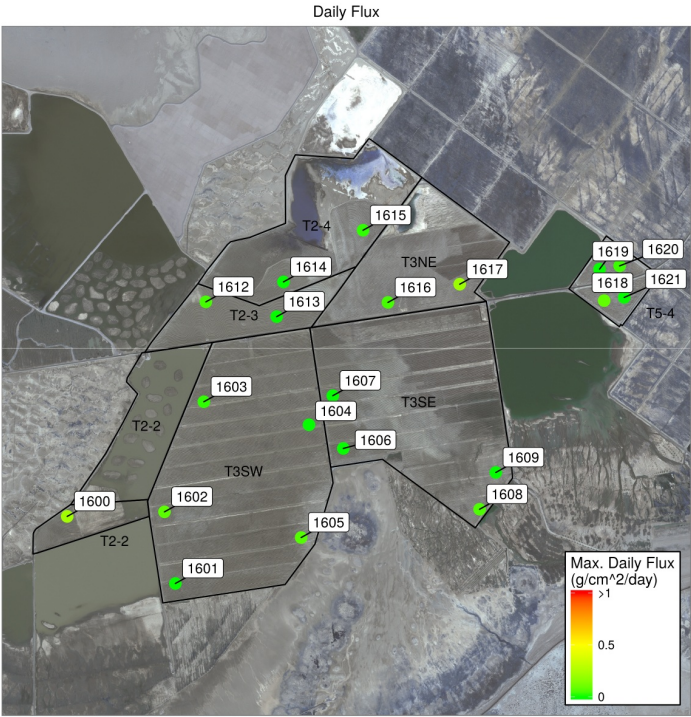 Daily Flux
1615
T2-4
1619
1620
T3NE
1614
1617
1618
1621
1612
1616
T2-3
1613
T5-4
1603
1607
T3SE
1604
T2-2
1606
T3SW
1609
1600
1602
1608
1605
T2-2
1601
Max. Daily Flux
(g/cm^2/day)
>1
0.5
0